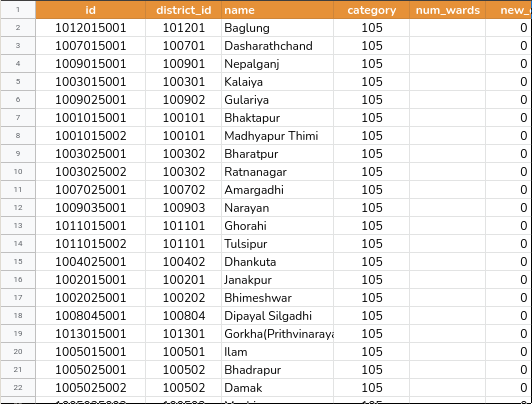 1 id district_id name category num_wards new_
2 1012015001 101201 Baglung 105 0
3 1007015001 100701 Dasharathchand 105 0
4 1009015001 100901 Nepalganj 105 0
5 1003015001 100301 Kalaiya 105 0
6 1009025001 100902 Gulariya 105 0
7 1001015001 100101 Bhaktapur 105 0
8 1001015002 100101 Madhyapur Thimi 105 0
9 1003025001 100302 Bharatpur 105 0
10 1003025002 100302 Ratnanagar 105 0
11 1007025001 100702 Amargadhi 105 0
12 1009035001 100903 Narayan 105 0
13 1011015001 101101 Ghorahi 105 0
14 1011015002 101101 Tulsipur 105 0
15 1004025001 100402 Dhankuta 105 0
16 1002015001 100201 Janakpur 105 0
17 1002025001 100202 Bhimeshwar 105 0
18 1008045001 100804 Dipayal Silgadhi 105 0
19 1013015001 101301 Gorkha(Prithvinaraya 105 0
20 1005015001 100501 Ilam 105 0
21 1005025001 100502 Bhadrapur 105 0
22 1005025002 100502 Damak 105 0